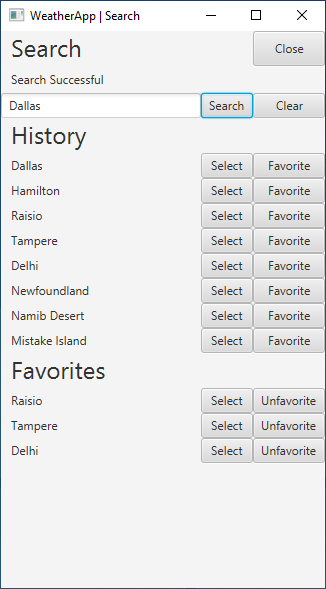 WeatherApp | Search
Search Close
Search Successful
Dallas Search Clear
History
Dallas Select Favorite
Hamilton Select Favorite
Raisio Select Favorite
Tampere Select Favorite
Delhi Select Favorite
Newfoundland Select Favorite
Namib Desert Select Favorite
Mistake Island Select Favorite
Favorites
Raisio Select Unfavorite
Tampere Select Unfavorite
Delhi Select Unfavorite